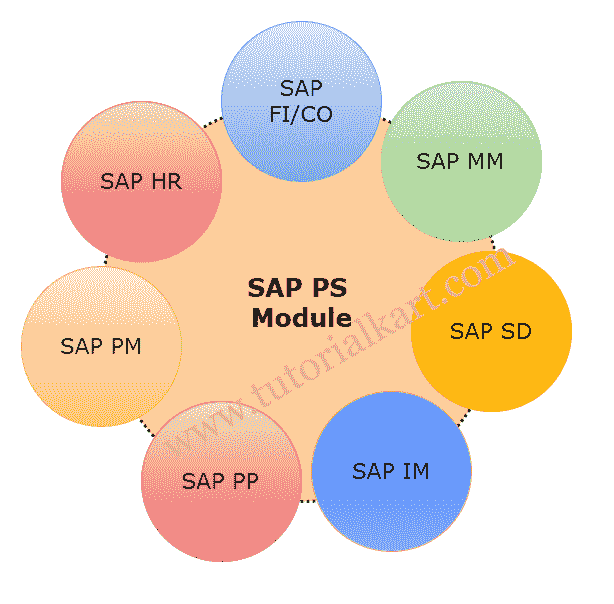 SAP
FI/CO
SAP MM
SAP HR
SAP PS
Module
SAP SD
SAP PM
SAP IM
SAP PP
www.tutorialkart.com